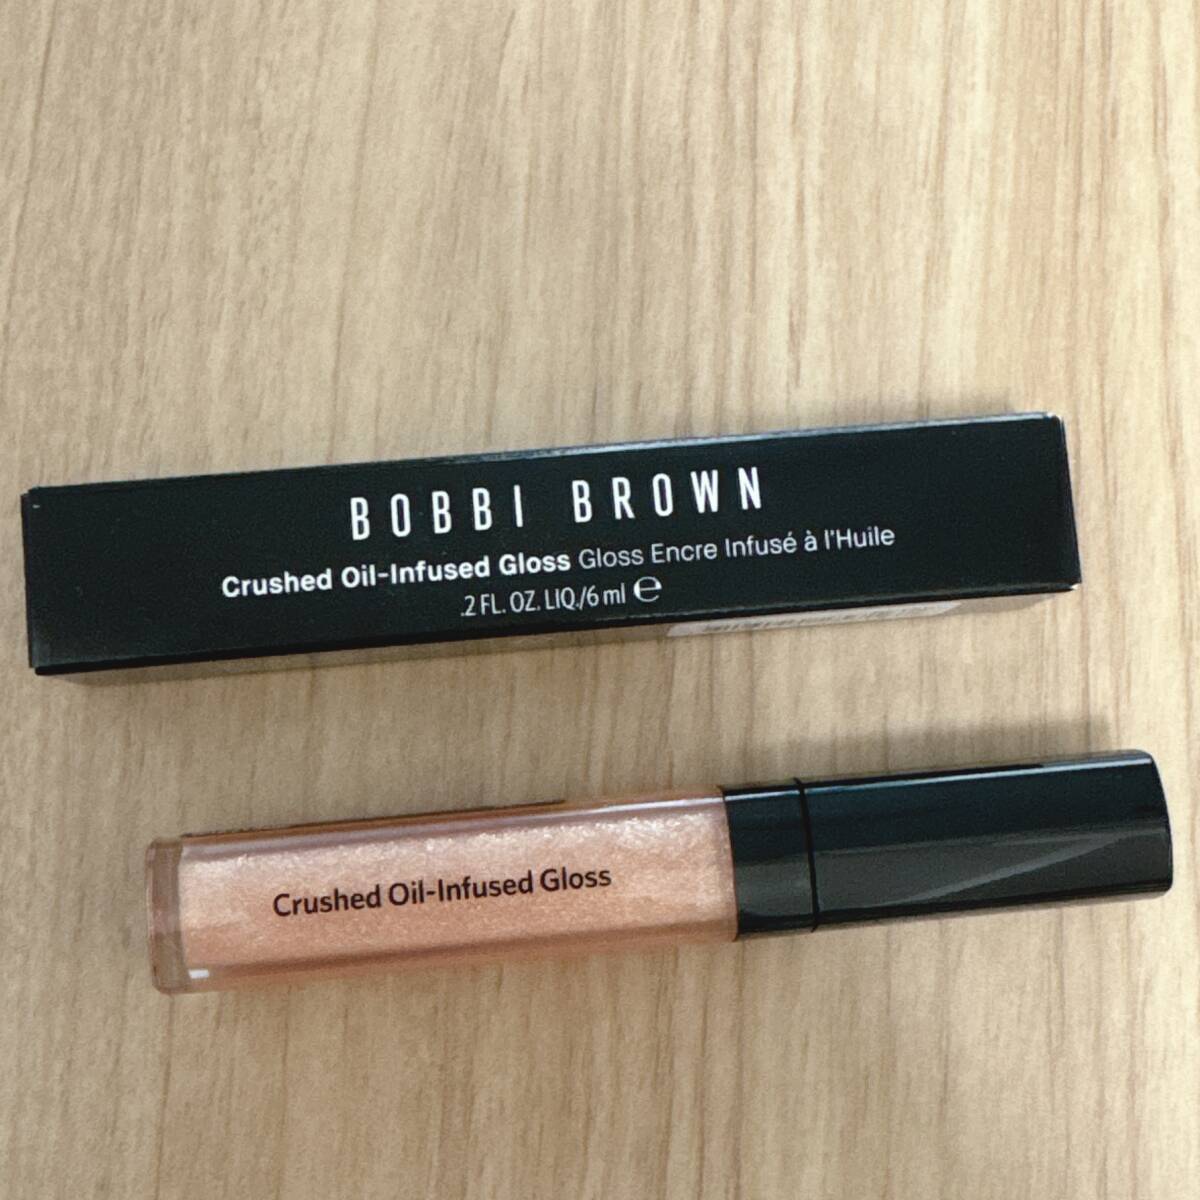 BOBBI BROWN
Crushed Oil-Infused Gloss Gloss Encre Infusé à l'Huile
.2 FL. OZ. LIQ./6 ml ℮
Crushed Oil-Infused Gloss